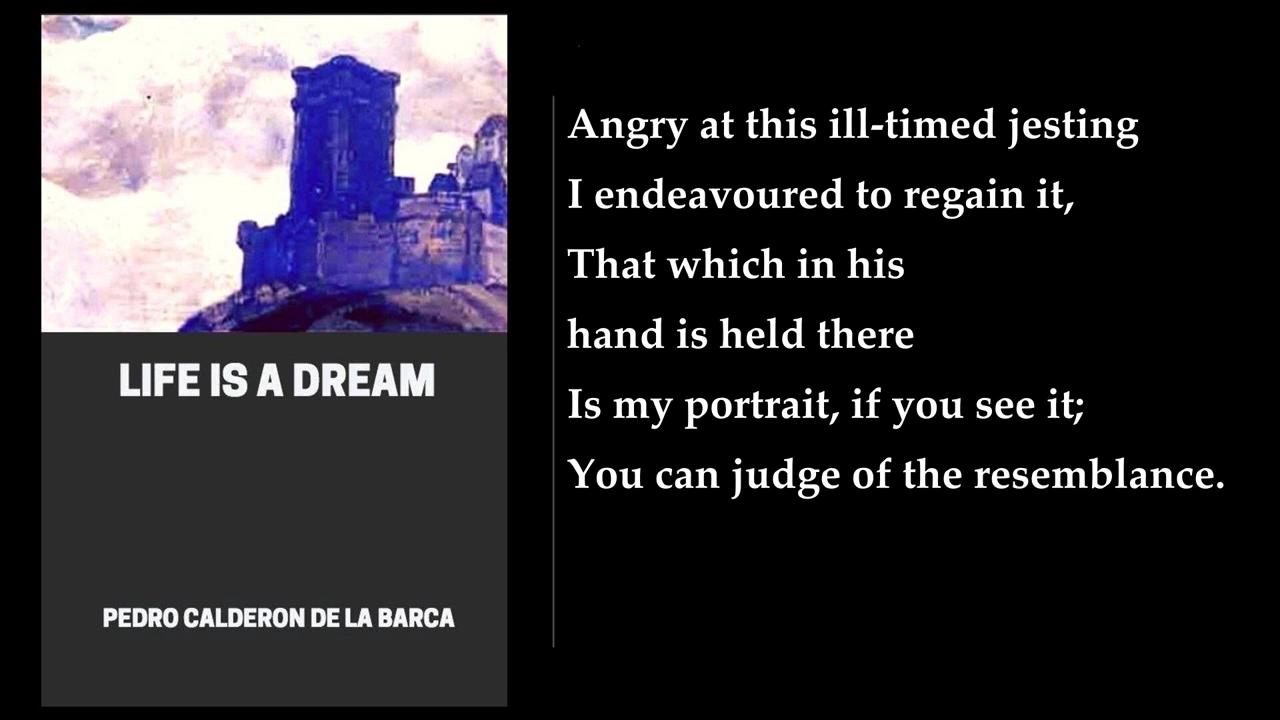 LIFE IS A DREAM
PEDRO CALDERON DE LA BARCA
Angry at this ill-timed jesting
I endeavoured to regain it,
That which in his
hand is held there
Is my portrait, if you see it;
You can judge of the resemblance.